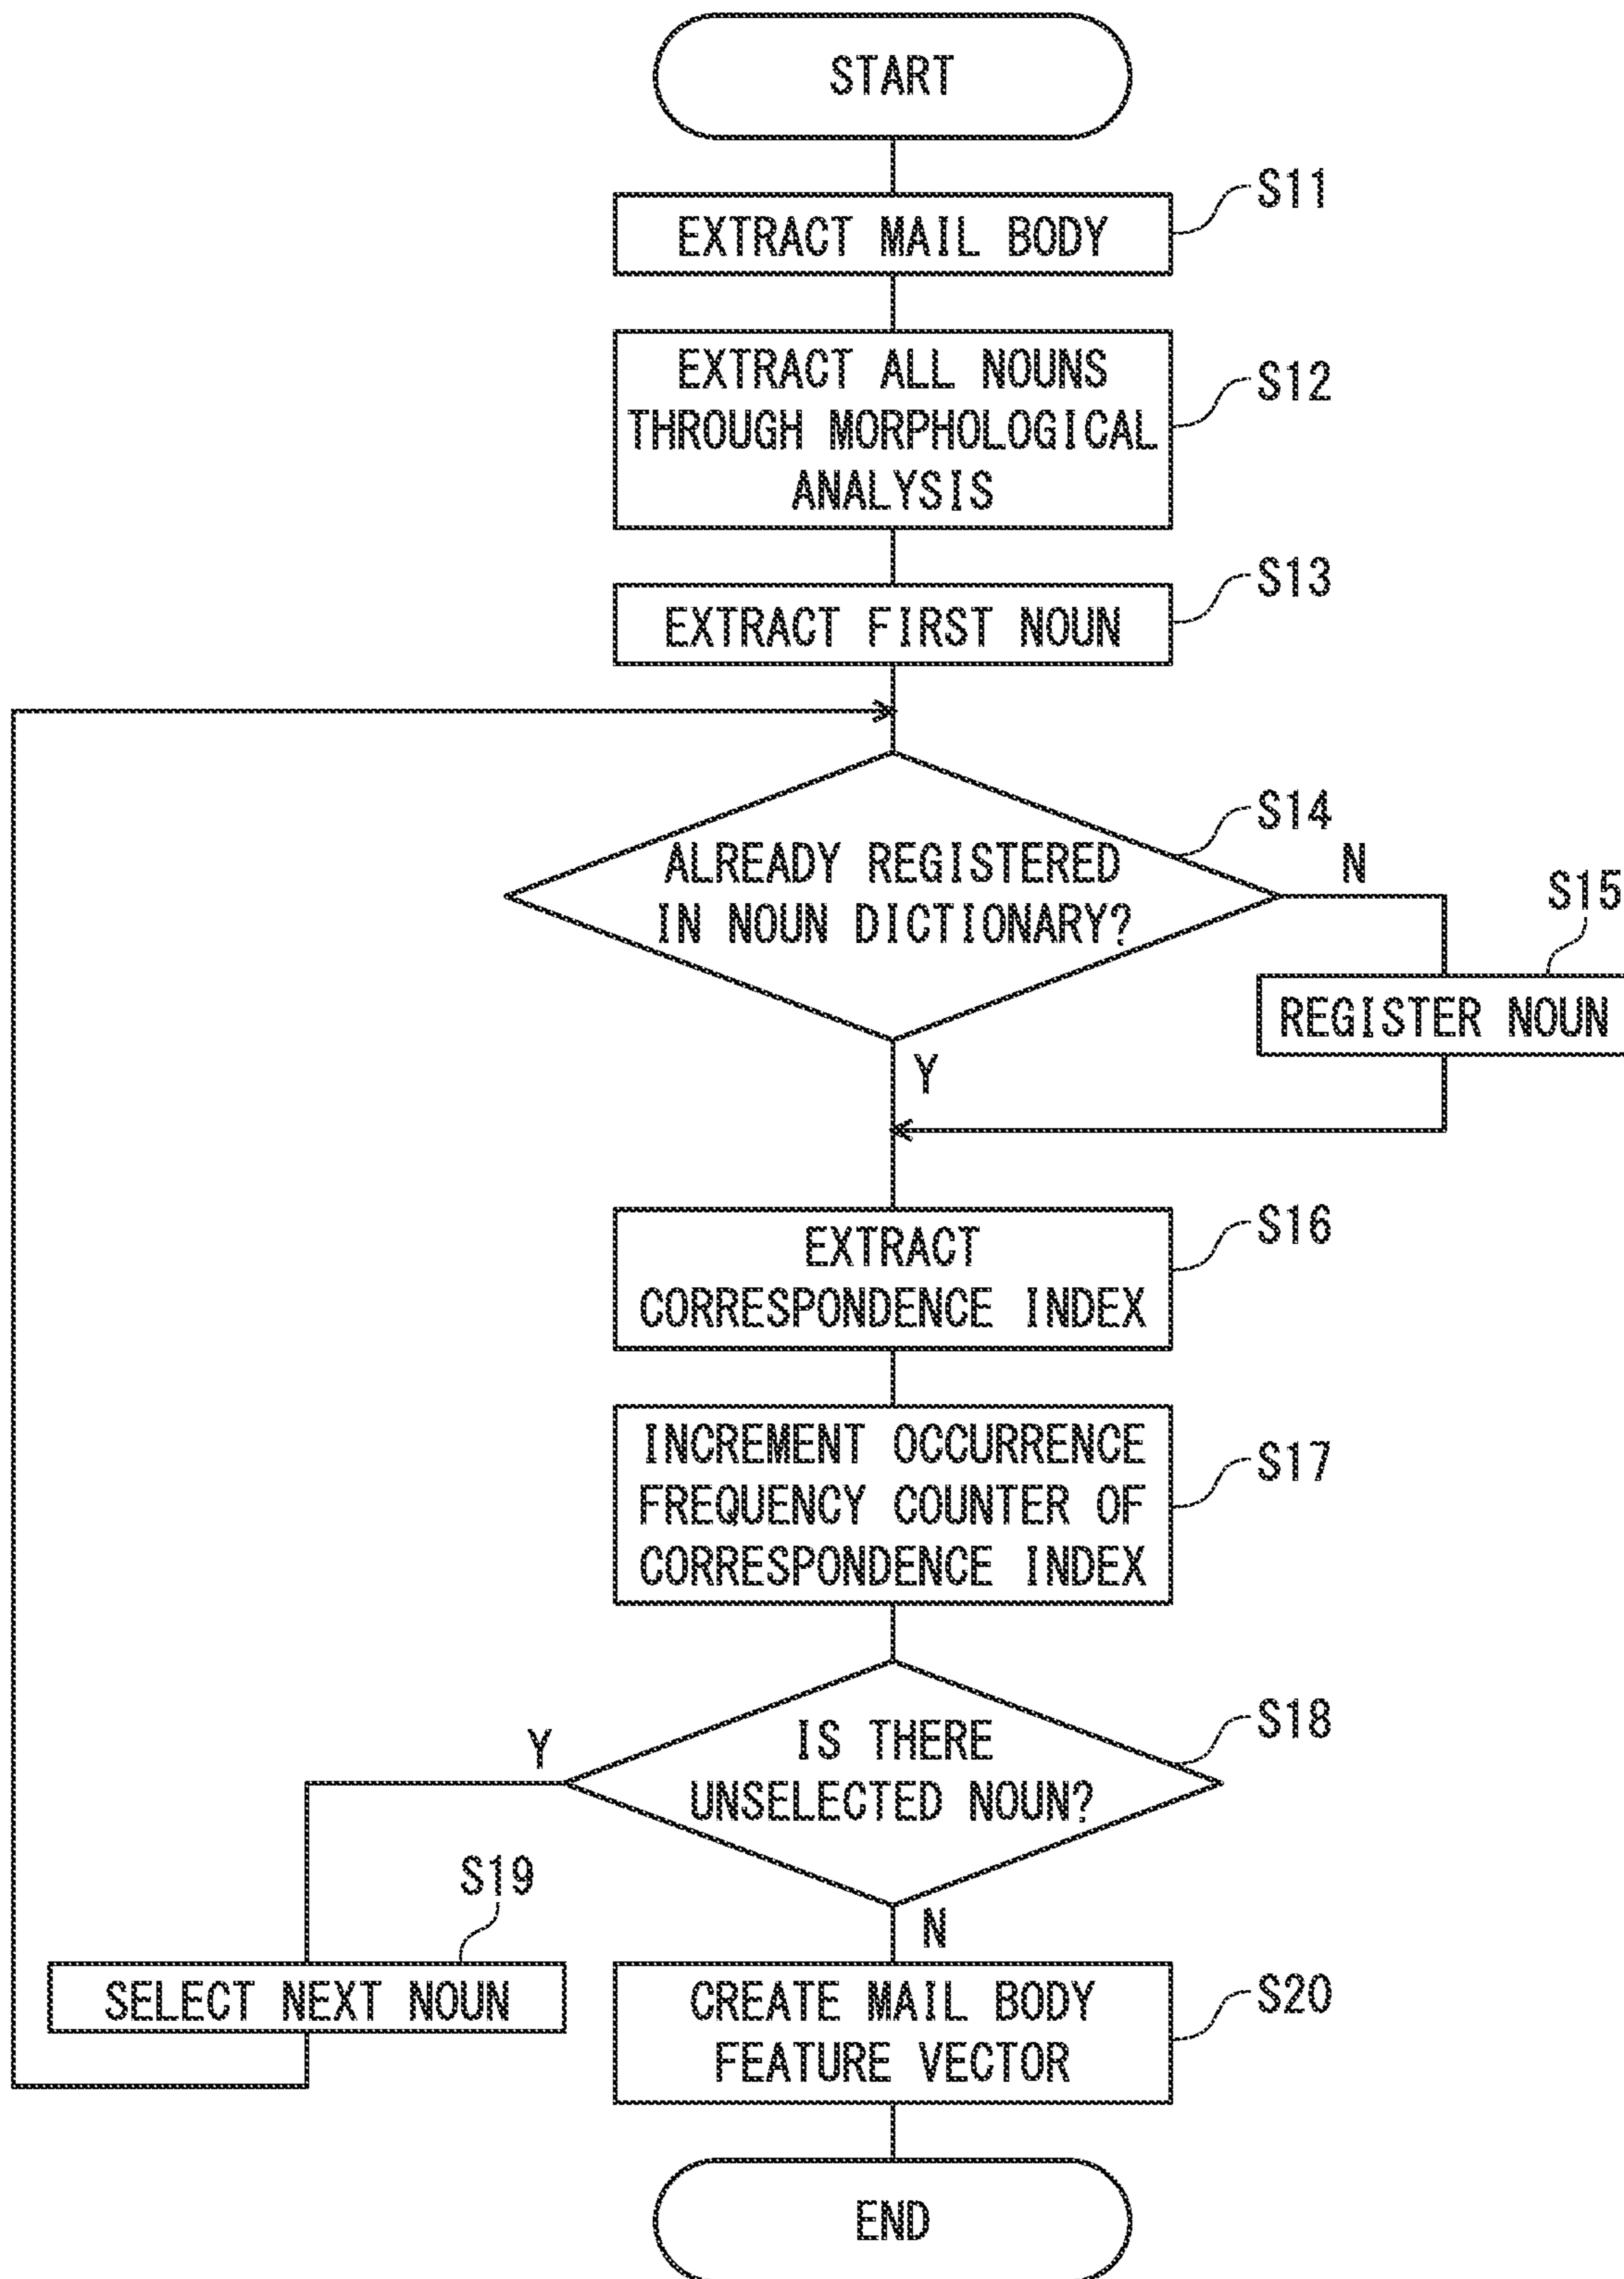 START
S11
EXTRACT MAIL BODY
S12
EXTRACT ALL NOUNS
THROUGH MORPHOLOGICAL
ANALYSIS
S13
EXTRACT FIRST NOUN
S14
ALREADY REGISTERED
IN NOUN DICTIONARY?
N
S15
REGISTER NOUN
Y
S16
EXTRACT
CORRESPONDENCE INDEX
S17
INCREMENT OCCURRENCE
FREQUENCY COUNTER OF
CORRESPONDENCE INDEX
S18
IS THERE
UNSELECTED NOUN?
Y
S19
SELECT NEXT NOUN
N
S20
CREATE MAIL BODY
FEATURE VECTOR
END